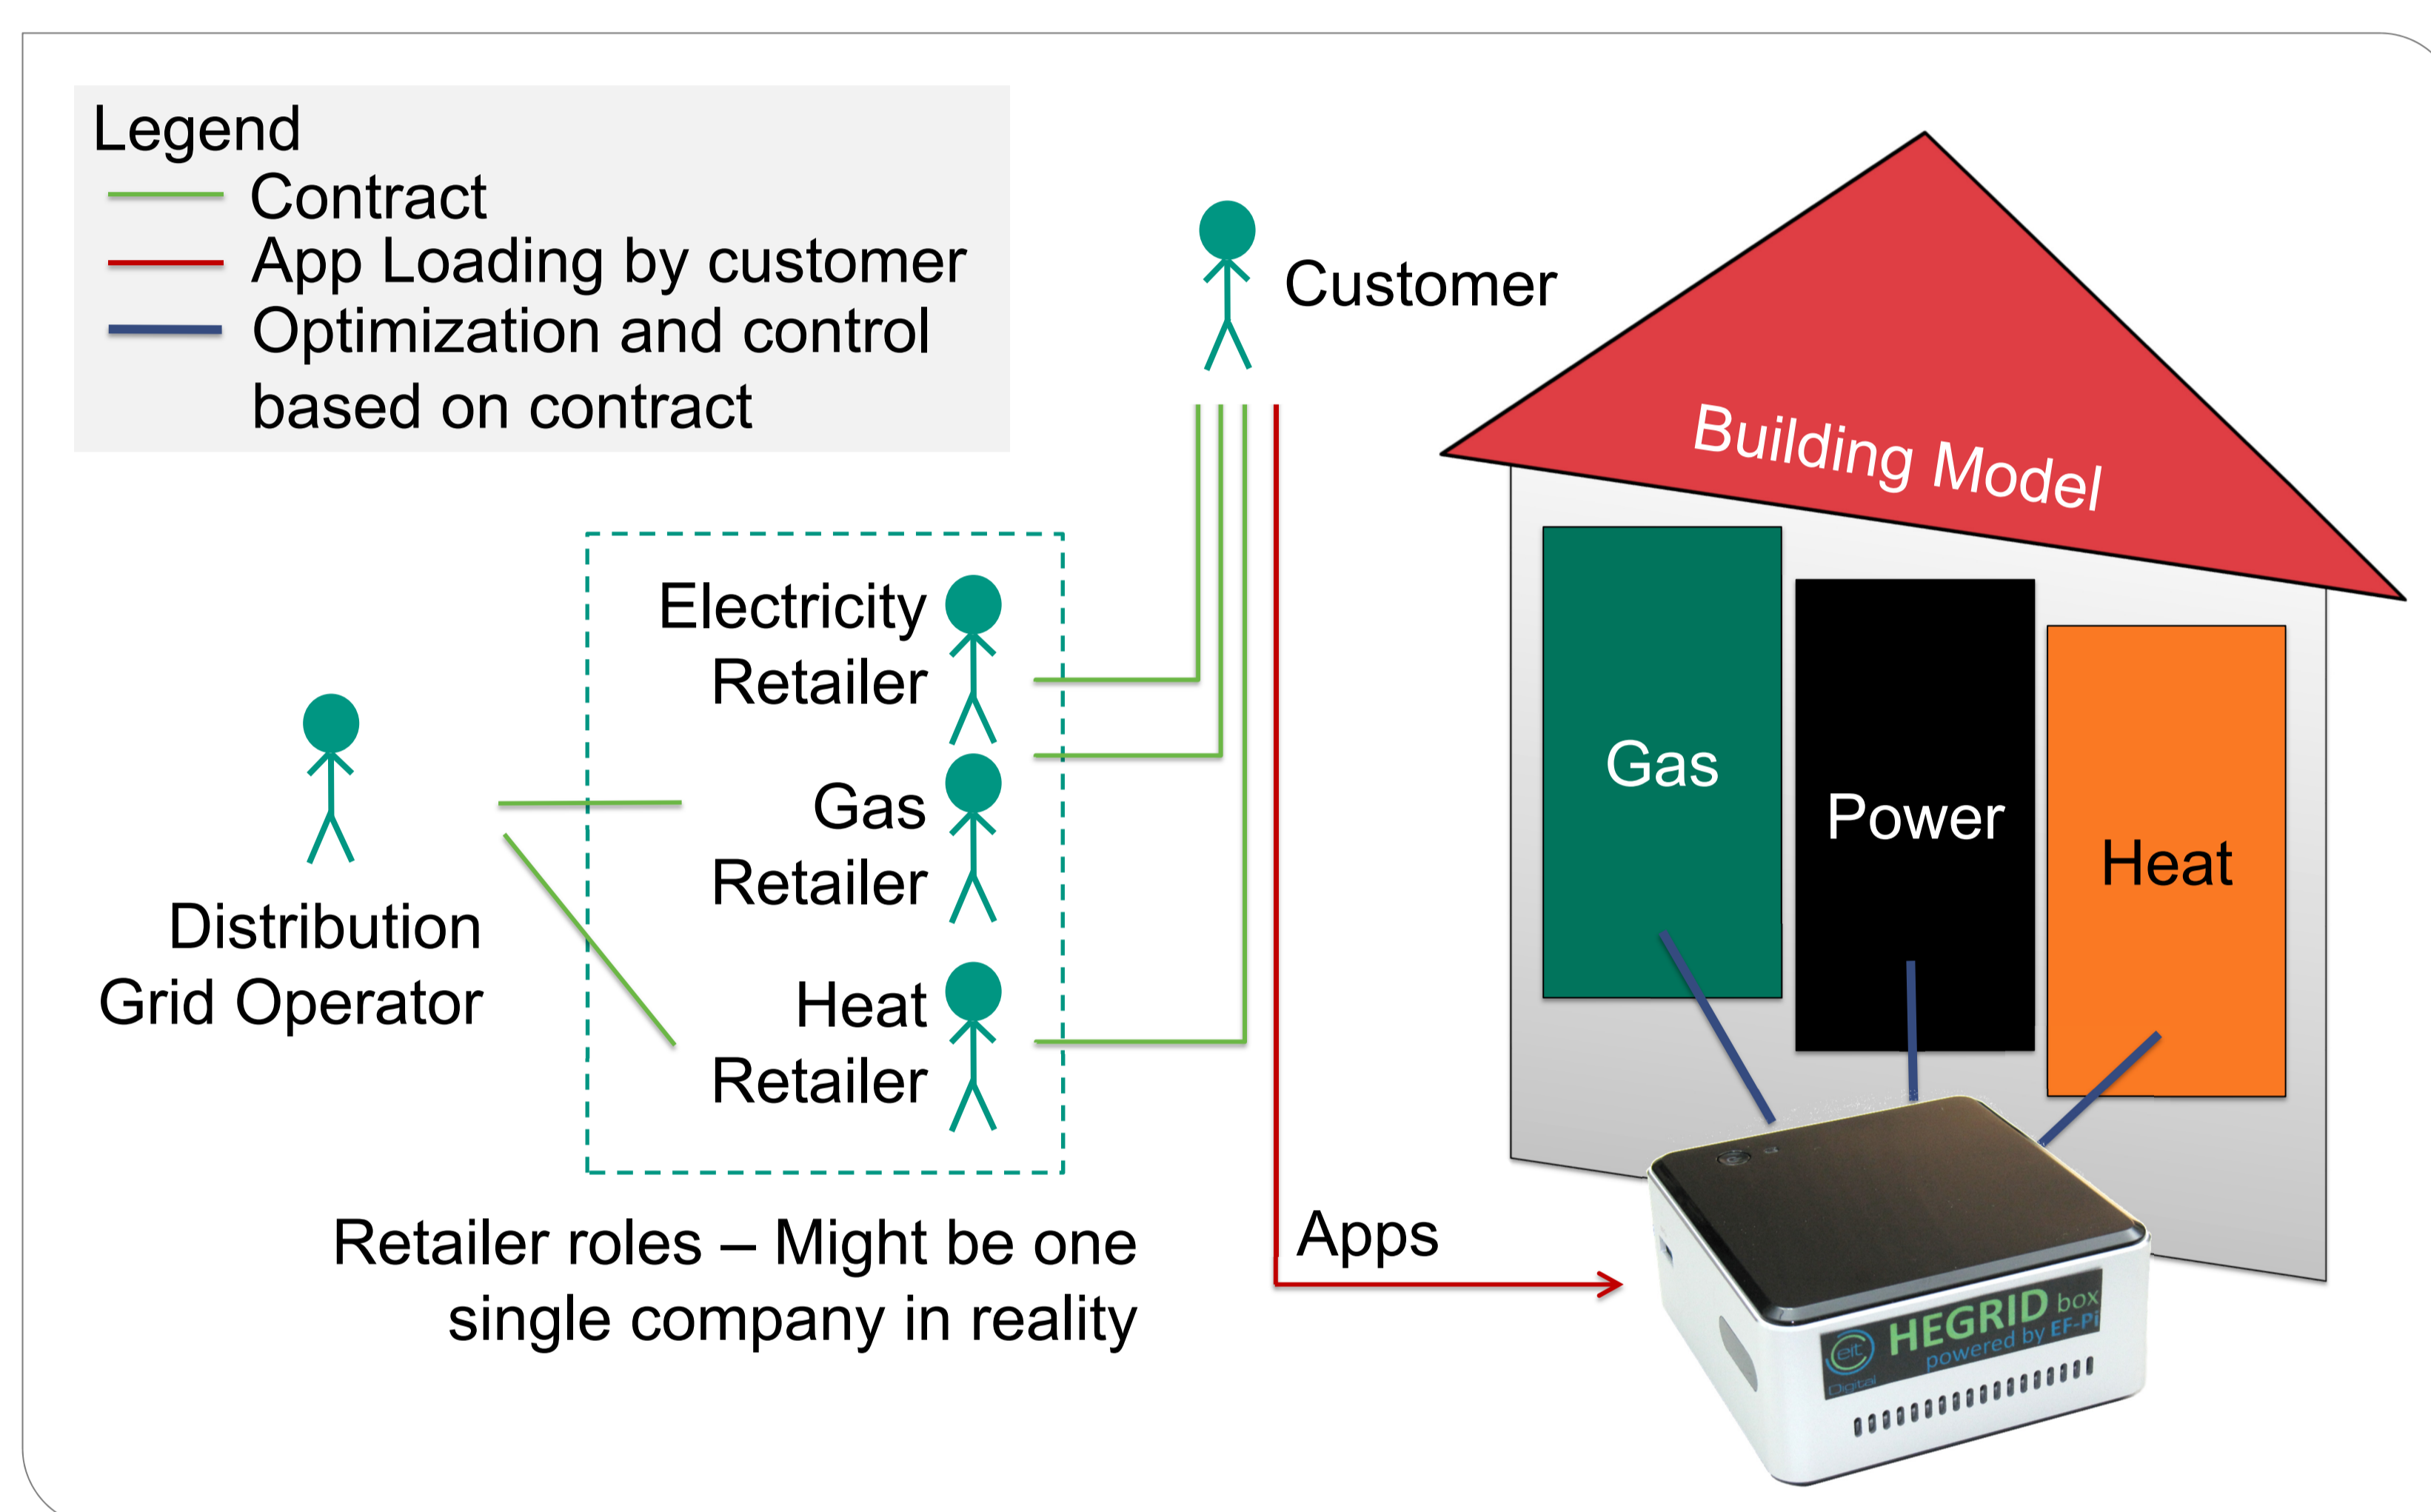 Legend
Contract
App Loading by customer
Optimization and control
based on contract
Customer
Building Model
Electricity
Retailer
Gas
Retailer
Heat
Retailer
Distribution
Grid Operator
Gas
Power
Heat
Retailer roles – Might be one
single company in reality
Apps
eit
Digital
HEGRID box
powered by EF-Pi